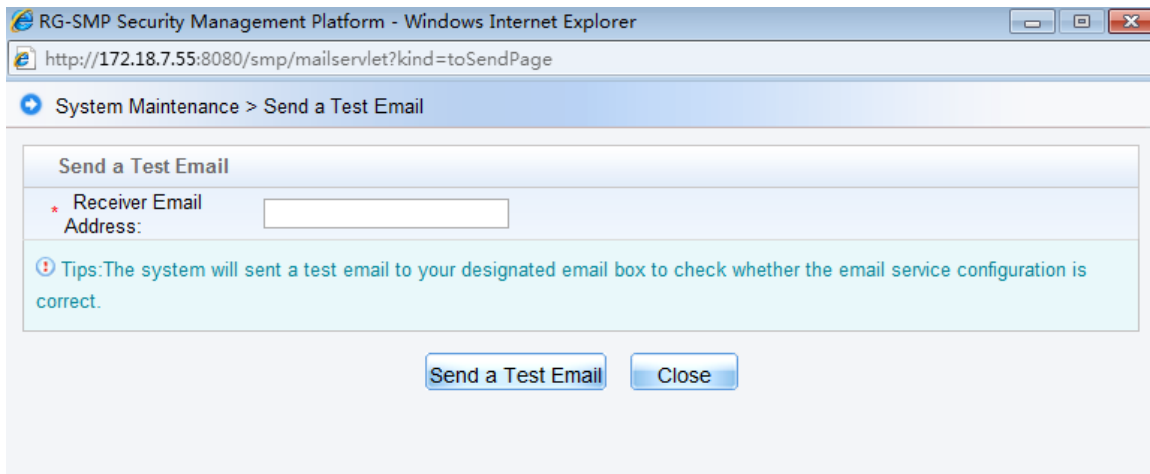 RG-SMP Security Management Platform - Windows Internet Explorer
http://172.18.7.55:8080/smp/mailservlet?kind=toSendPage
System Maintenance > Send a Test Email
Send a Test Email
* Receiver Email
Address:
Tips:The system will sent a test email to your designated email box to check whether the email service configuration is
correct.
Send a Test Email Close